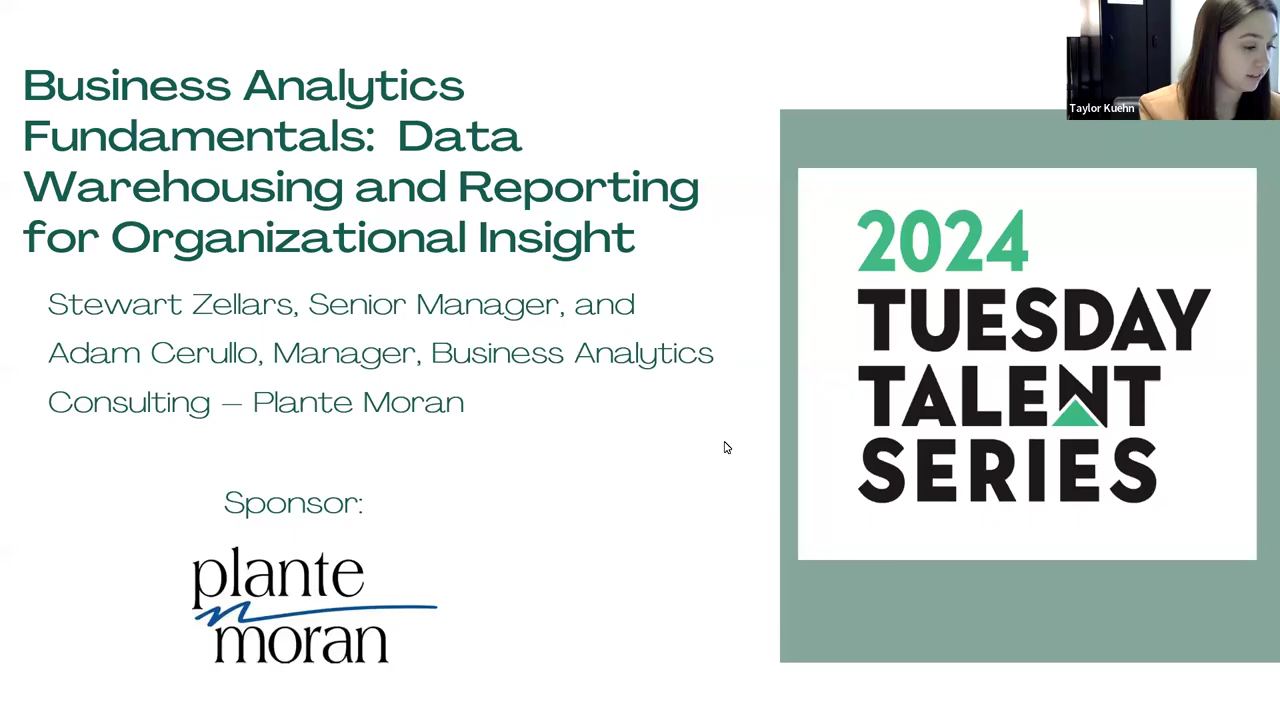 Business Analytics
Fundamentals:  Data
Warehousing and Reporting
for Organizational Insight
Stewart Zellars, Senior Manager, and
Adam Cerullo, Manager, Business Analytics
Consulting – Plante Moran
Sponsor:
plante
moran
Taylor Kuehn
2024
TUESDAY
TALENT
SERIES